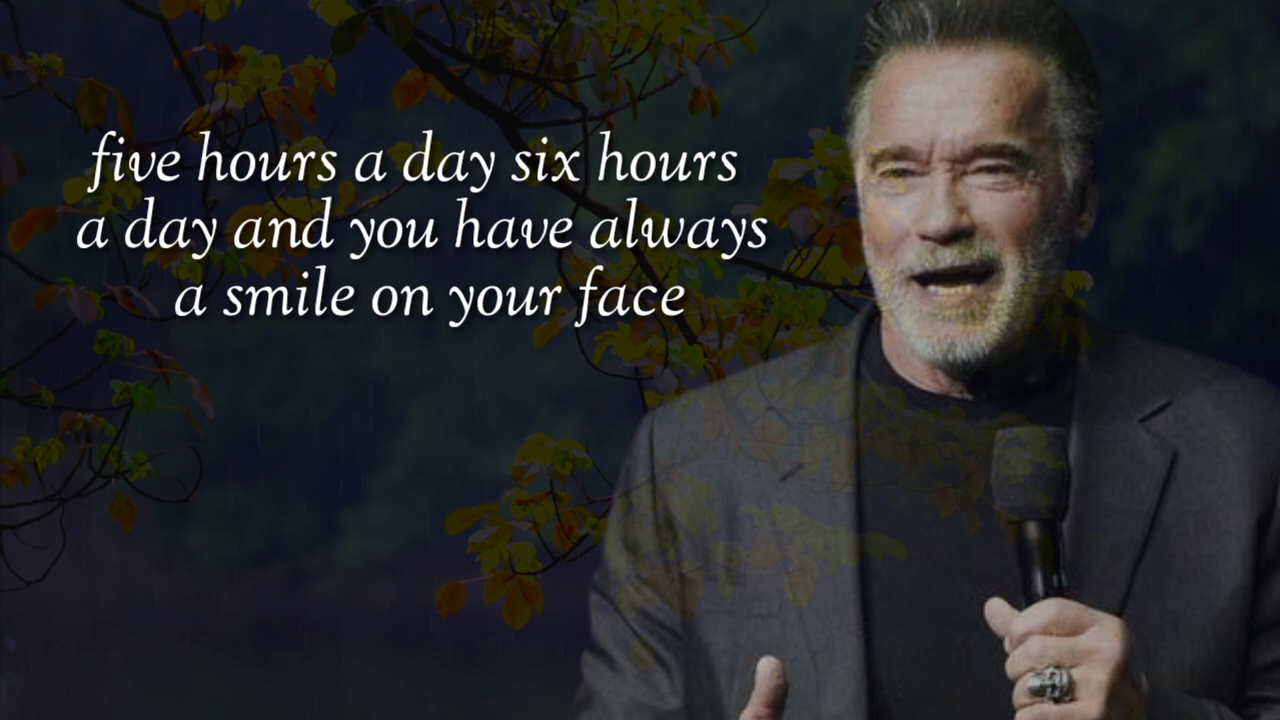 five hours a day six hours
a day and you have always
a smile on your face